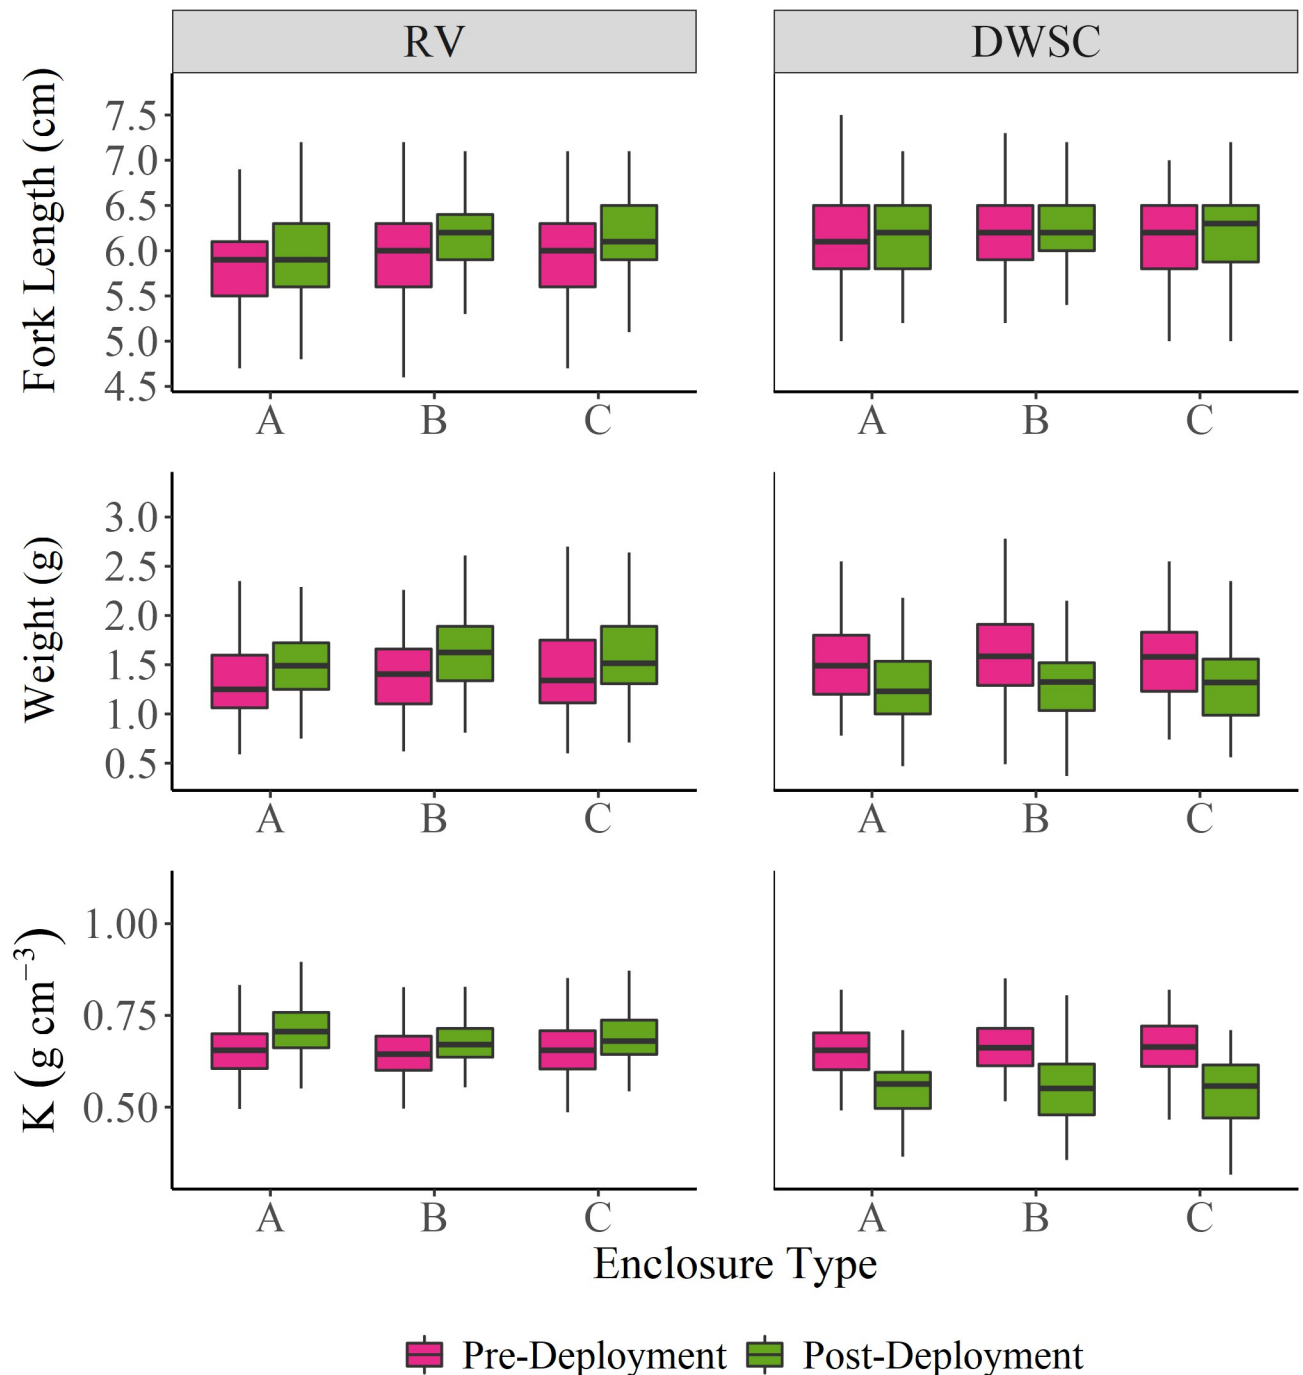 RV DWSC
Fork Length (cm)
7.5
7.0
6.5
6.0
5.5
5.0
4.5
A B C A B C
Weight (g)
3.0
2.5
2.0
1.5
1.0
0.5
A B C A B C
K (g cm⁻³)
1.00
0.75
0.50
A B C A B C
Enclosure Type
Pre-Deployment Post-Deployment